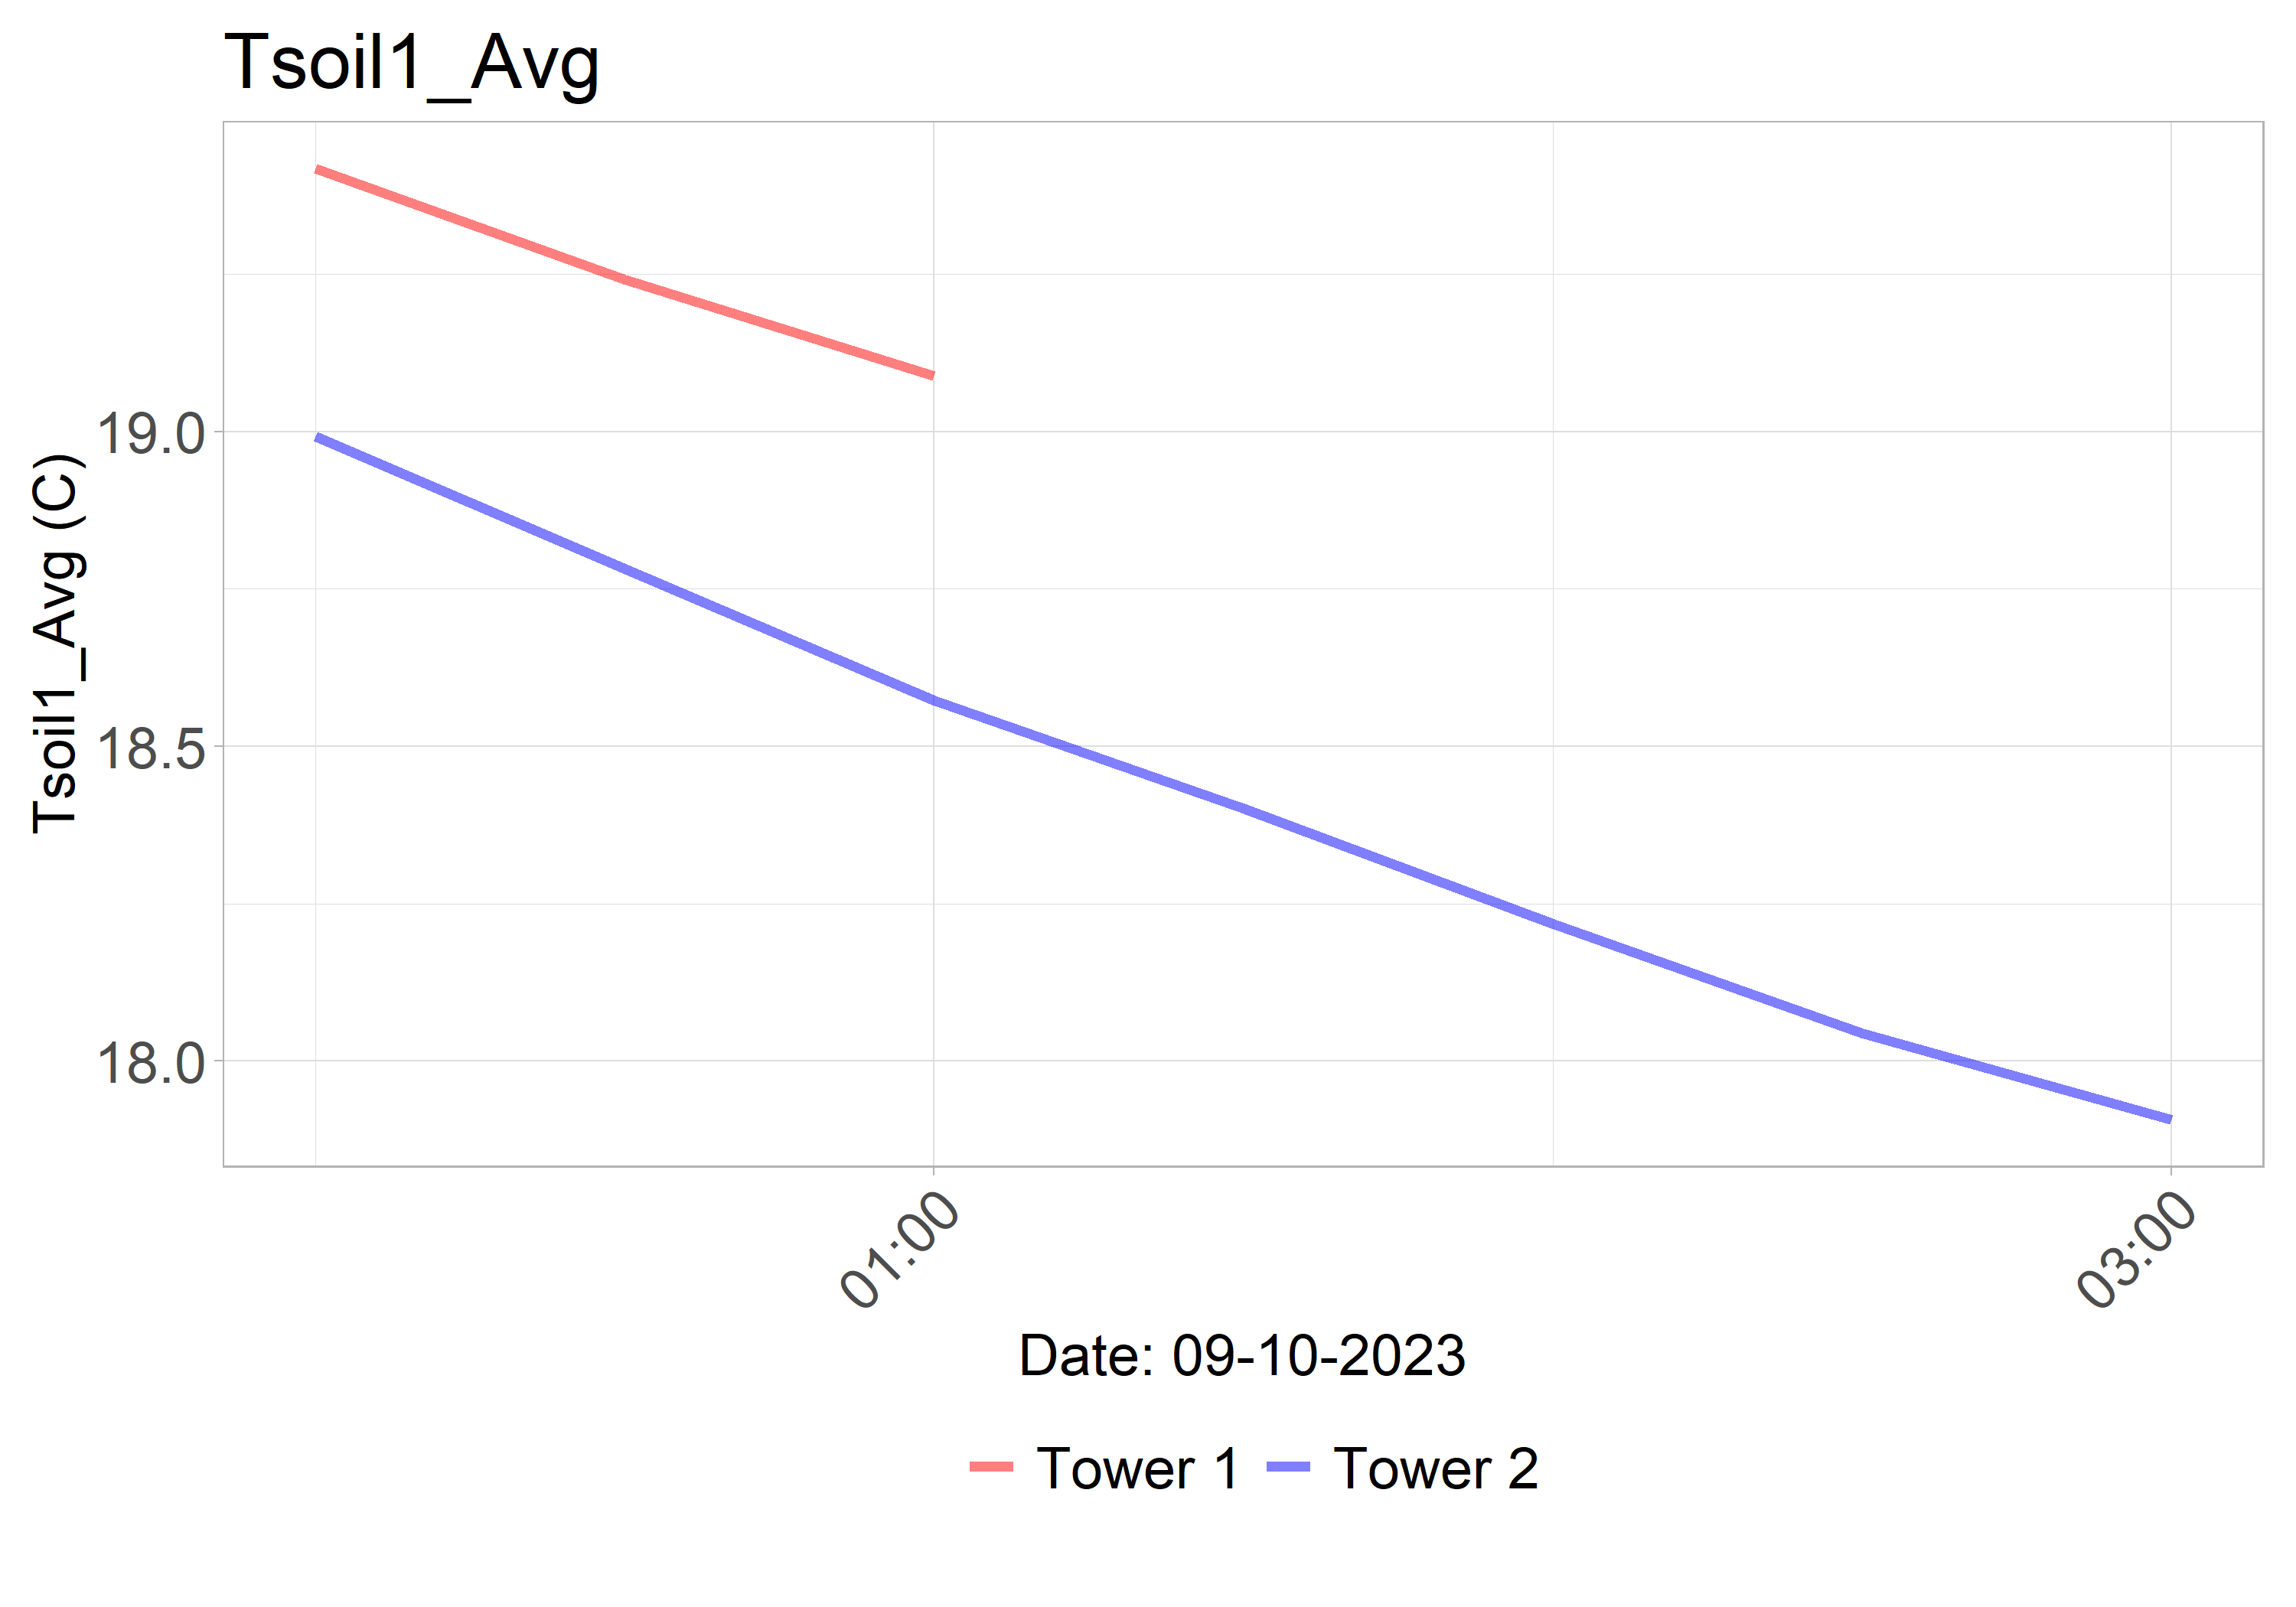 Tsoil1_Avg
Tsoil1_Avg (C)
19.0
18.5
18.0
01:00
03:00
Date: 09-10-2023
Tower 1
Tower 2